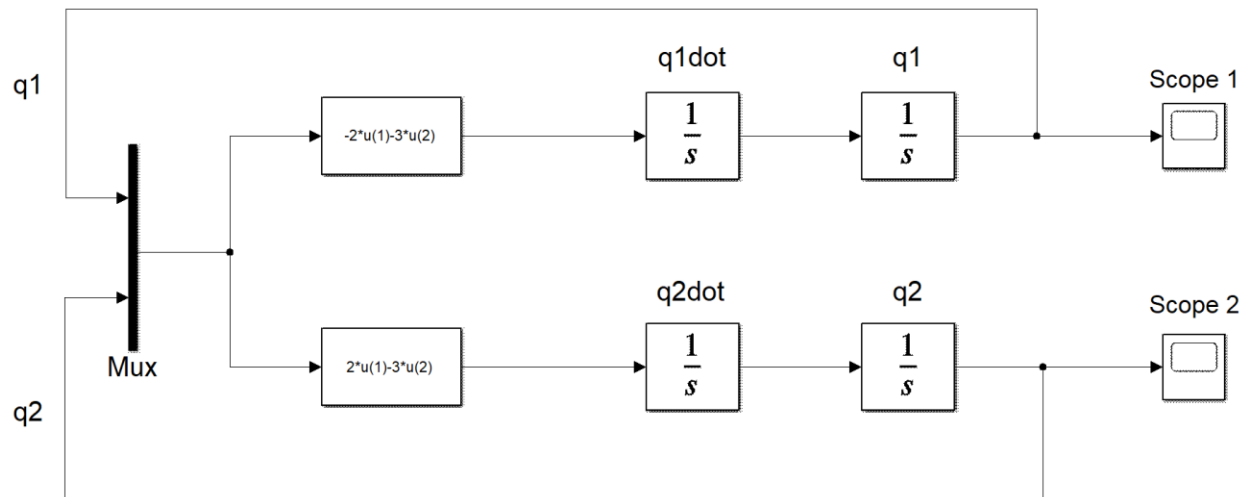 q1
q1dot
q1
Scope 1
-2*u(1)-3*u(2)
1
s
1
s
Mux
q2
q2dot
q2
Scope 2
2*u(1)-3*u(2)
1
s
1
s